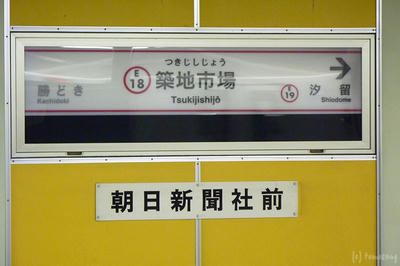 つきじしじょう
E 18 築地市場
Tsukijishijō
勝どき
Kachidoki
E 19 汐留
Shiodome
朝日新聞社前